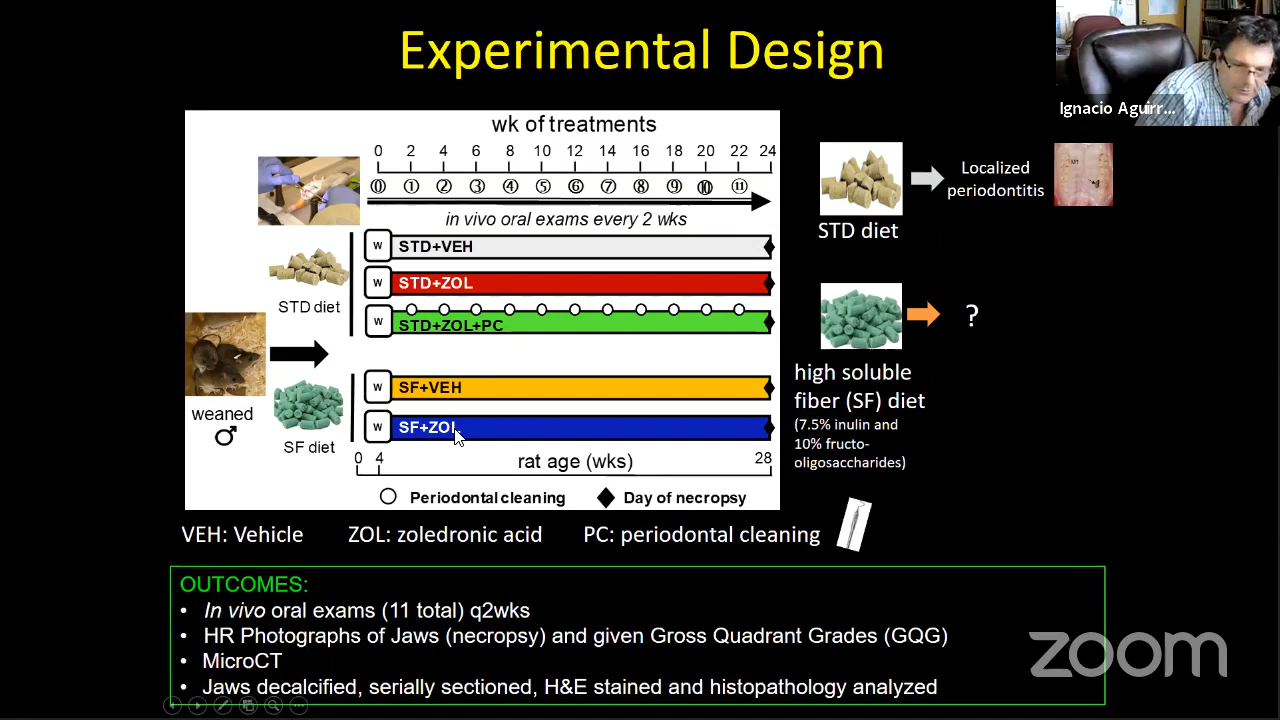 Experimental Design
Ignacio Aguirr...
wk of treatments
0 2 4 6 8 10 12 14 16 18 20 22 24
⓪ ① ② ③ ④ ⑤ ⑥ ⑦ ⑧ ⑨ ⑩ ⑪
in vivo oral exams every 2 wks
W STD+VEH
W STD+ZOL
W STD+ZOL+PC
STD diet
W SF+VEH
W SF+ZOL
weaned
♂
SF diet
0 4 rat age (wks) 28
Periodontal cleaning Day of necropsy
Localized
periodontitis
STD diet
?
high soluble
fiber (SF) diet
(7.5% inulin and
10% fructo-
oligosaccharides)
VEH: Vehicle ZOL: zoledronic acid PC: periodontal cleaning
OUTCOMES:
• In vivo oral exams (11 total) q2wks
• HR Photographs of Jaws (necropsy) and given Gross Quadrant Grades (GQG)
• MicroCT
• Jaws decalcified, serially sectioned, H&E stained and histopathology analyzed
zoom